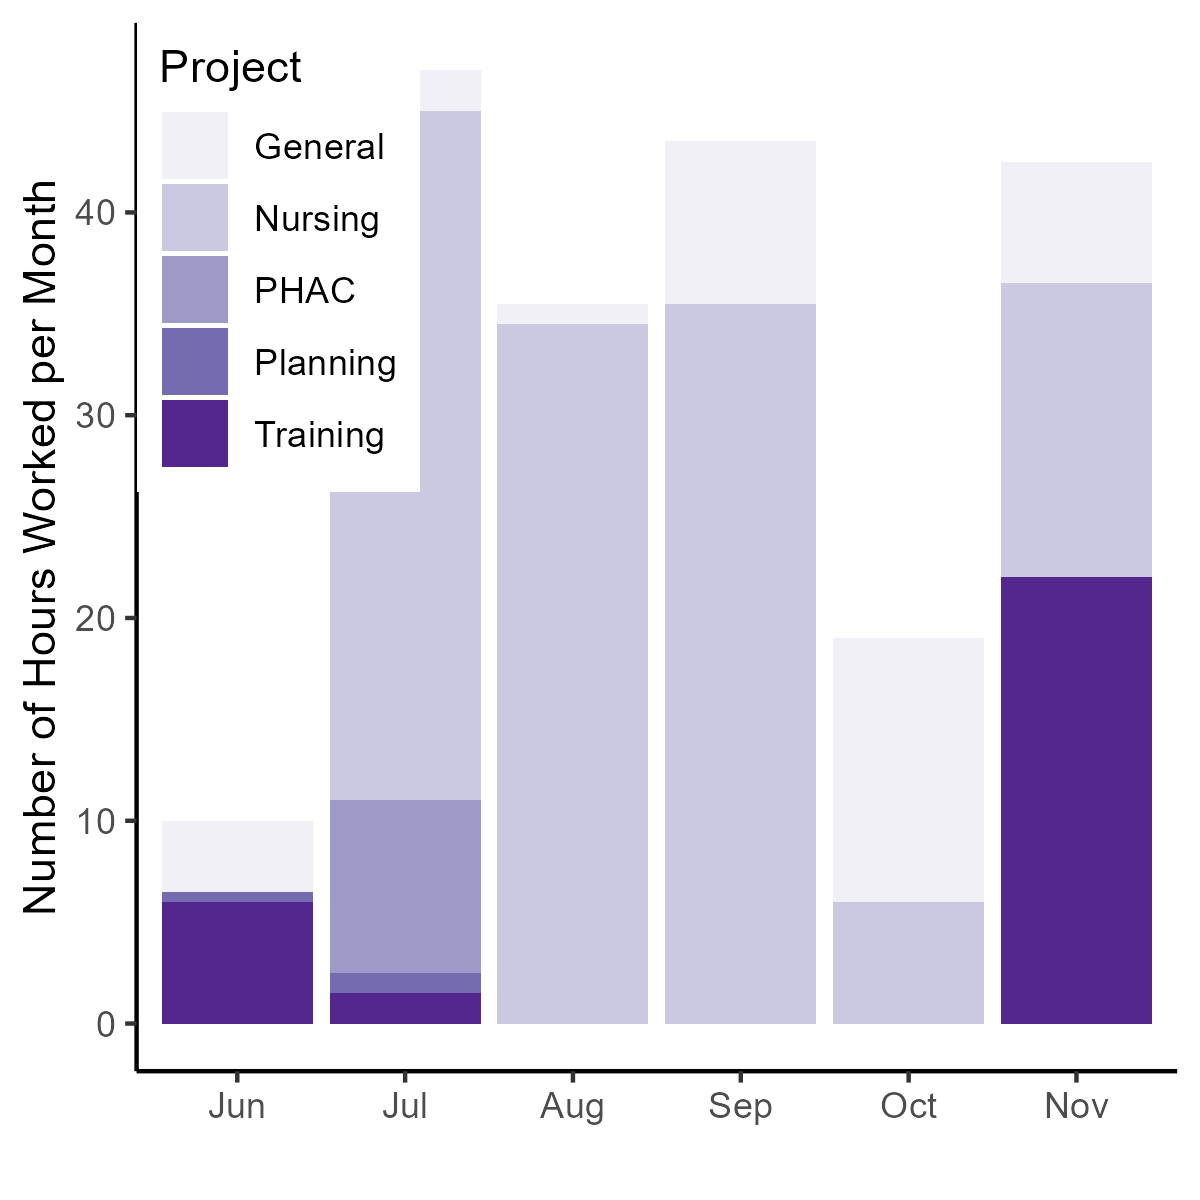 Number of Hours Worked per Month
40
30
20
10
0
Project
General
Nursing
PHAC
Planning
Training
Jun Jul Aug Sep Oct Nov